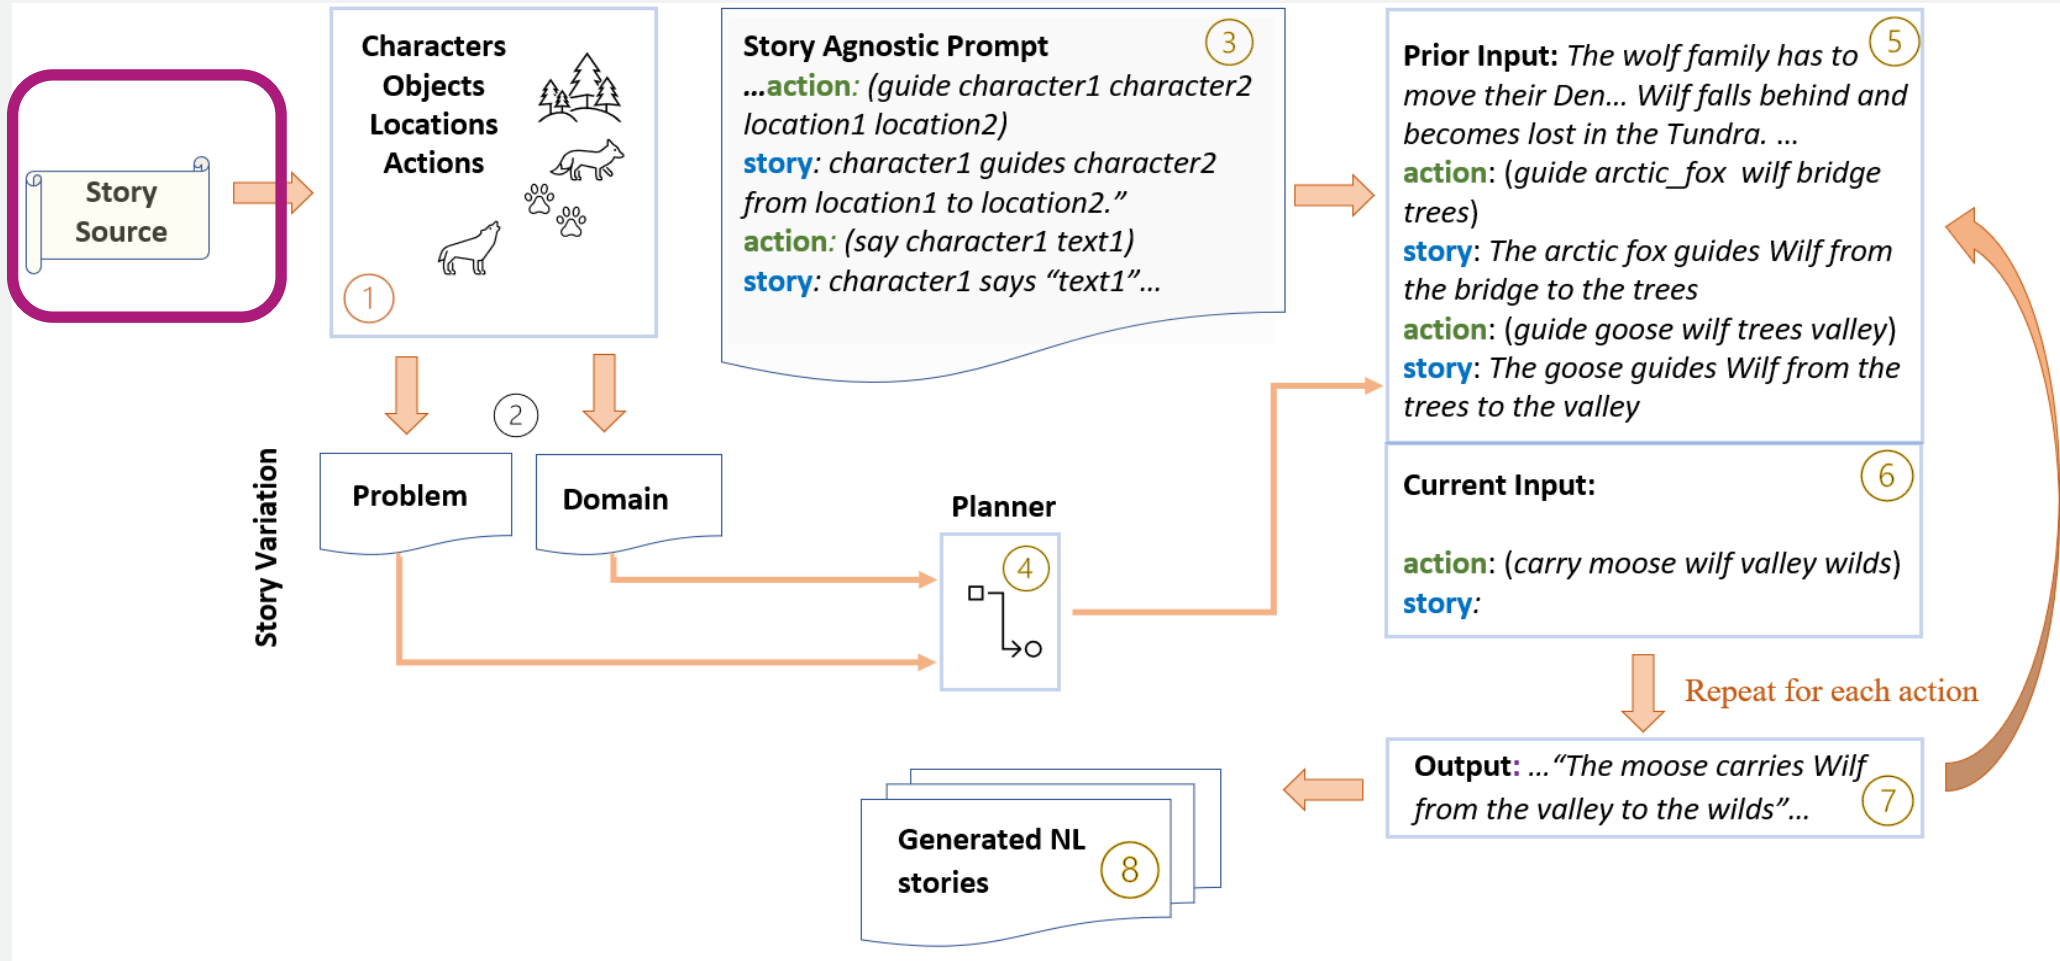 Story
Source
Characters
Objects
Locations
Actions
1
Story Agnostic Prompt
3
...action: (guide character1 character2
location1 location2)
story: character1 guides character2
from location1 to location2.”
action: (say character1 text1)
story: character1 says “text1”...
Prior Input: The wolf family has to
5
move their Den... Wilf falls behind and
becomes lost in the Tundra. ...
action: (guide arctic_fox wilf bridge
trees)
story: The arctic fox guides Wilf from
the bridge to the trees
action: (guide goose wilf trees valley)
story: The goose guides Wilf from the
trees to the valley
2
Story Variation
Problem
Domain
Planner
4
Current Input:
6
action: (carry moose wilf valley wilds)
story:
Repeat for each action
Output: ...“The moose carries Wilf
from the valley to the wilds”...
7
Generated NL
stories
8